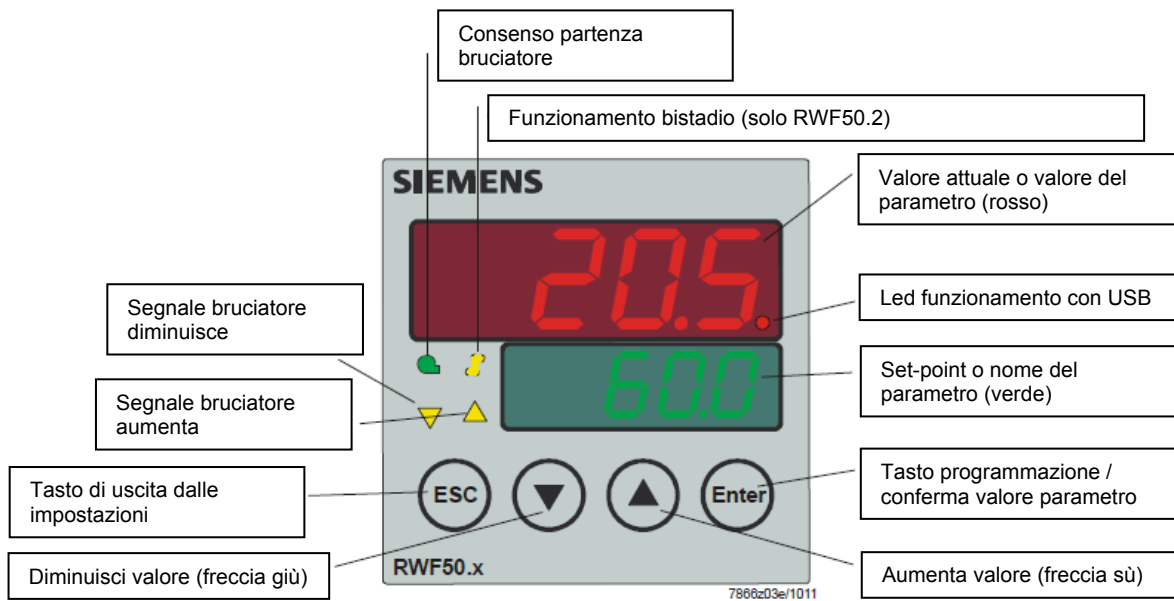 Consenso partenza
bruciatore
Funzionamento bistadio (solo RWF50.2)
SIEMENS
Valore attuale o valore del
parametro (rosso)
20.5
Led funzionamento con USB
Segnale bruciatore
diminuisce
Set-point o nome del
parametro (verde)
60.0
Segnale bruciatore
aumenta
Tasto programmazione /
conferma valore parametro
Tasto di uscita dalle
impostazioni
ESC
Enter
Diminuisci valore (freccia giù)
RWF50.x
Aumenta valore (freccia sù)
7866z03e/1011